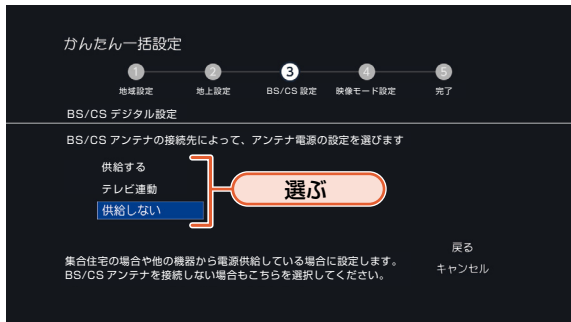 かんたん一括設定
1 2 3 4 5
地域設定 地上設定 BS/CS 設定 映像モード設定 完了
BS/CS デジタル設定
BS/CS アンテナの接続先によって、アンテナ電源の設定を選びます
供給する
テレビ連動
供給しない
選ぶ
集合住宅の場合や他の機器から電源供給している場合に設定します。
BS/CS アンテナを接続しない場合もこちらを選択してください。
戻る
キャンセル